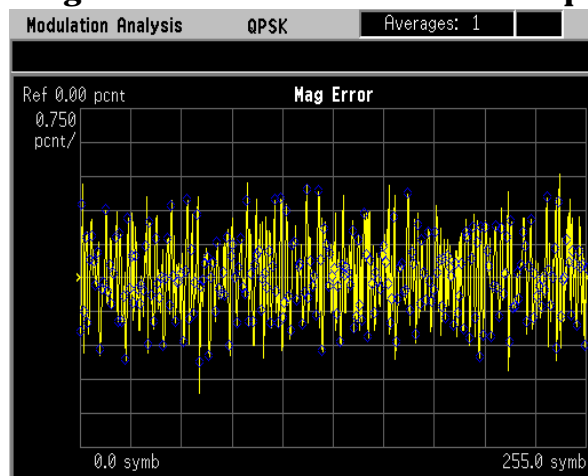 Modulation Analysis QPSK Averages: 1
Ref 0.00 pcnt Mag Error
0.750
pcnt/
0.0 symb 255.0 symb